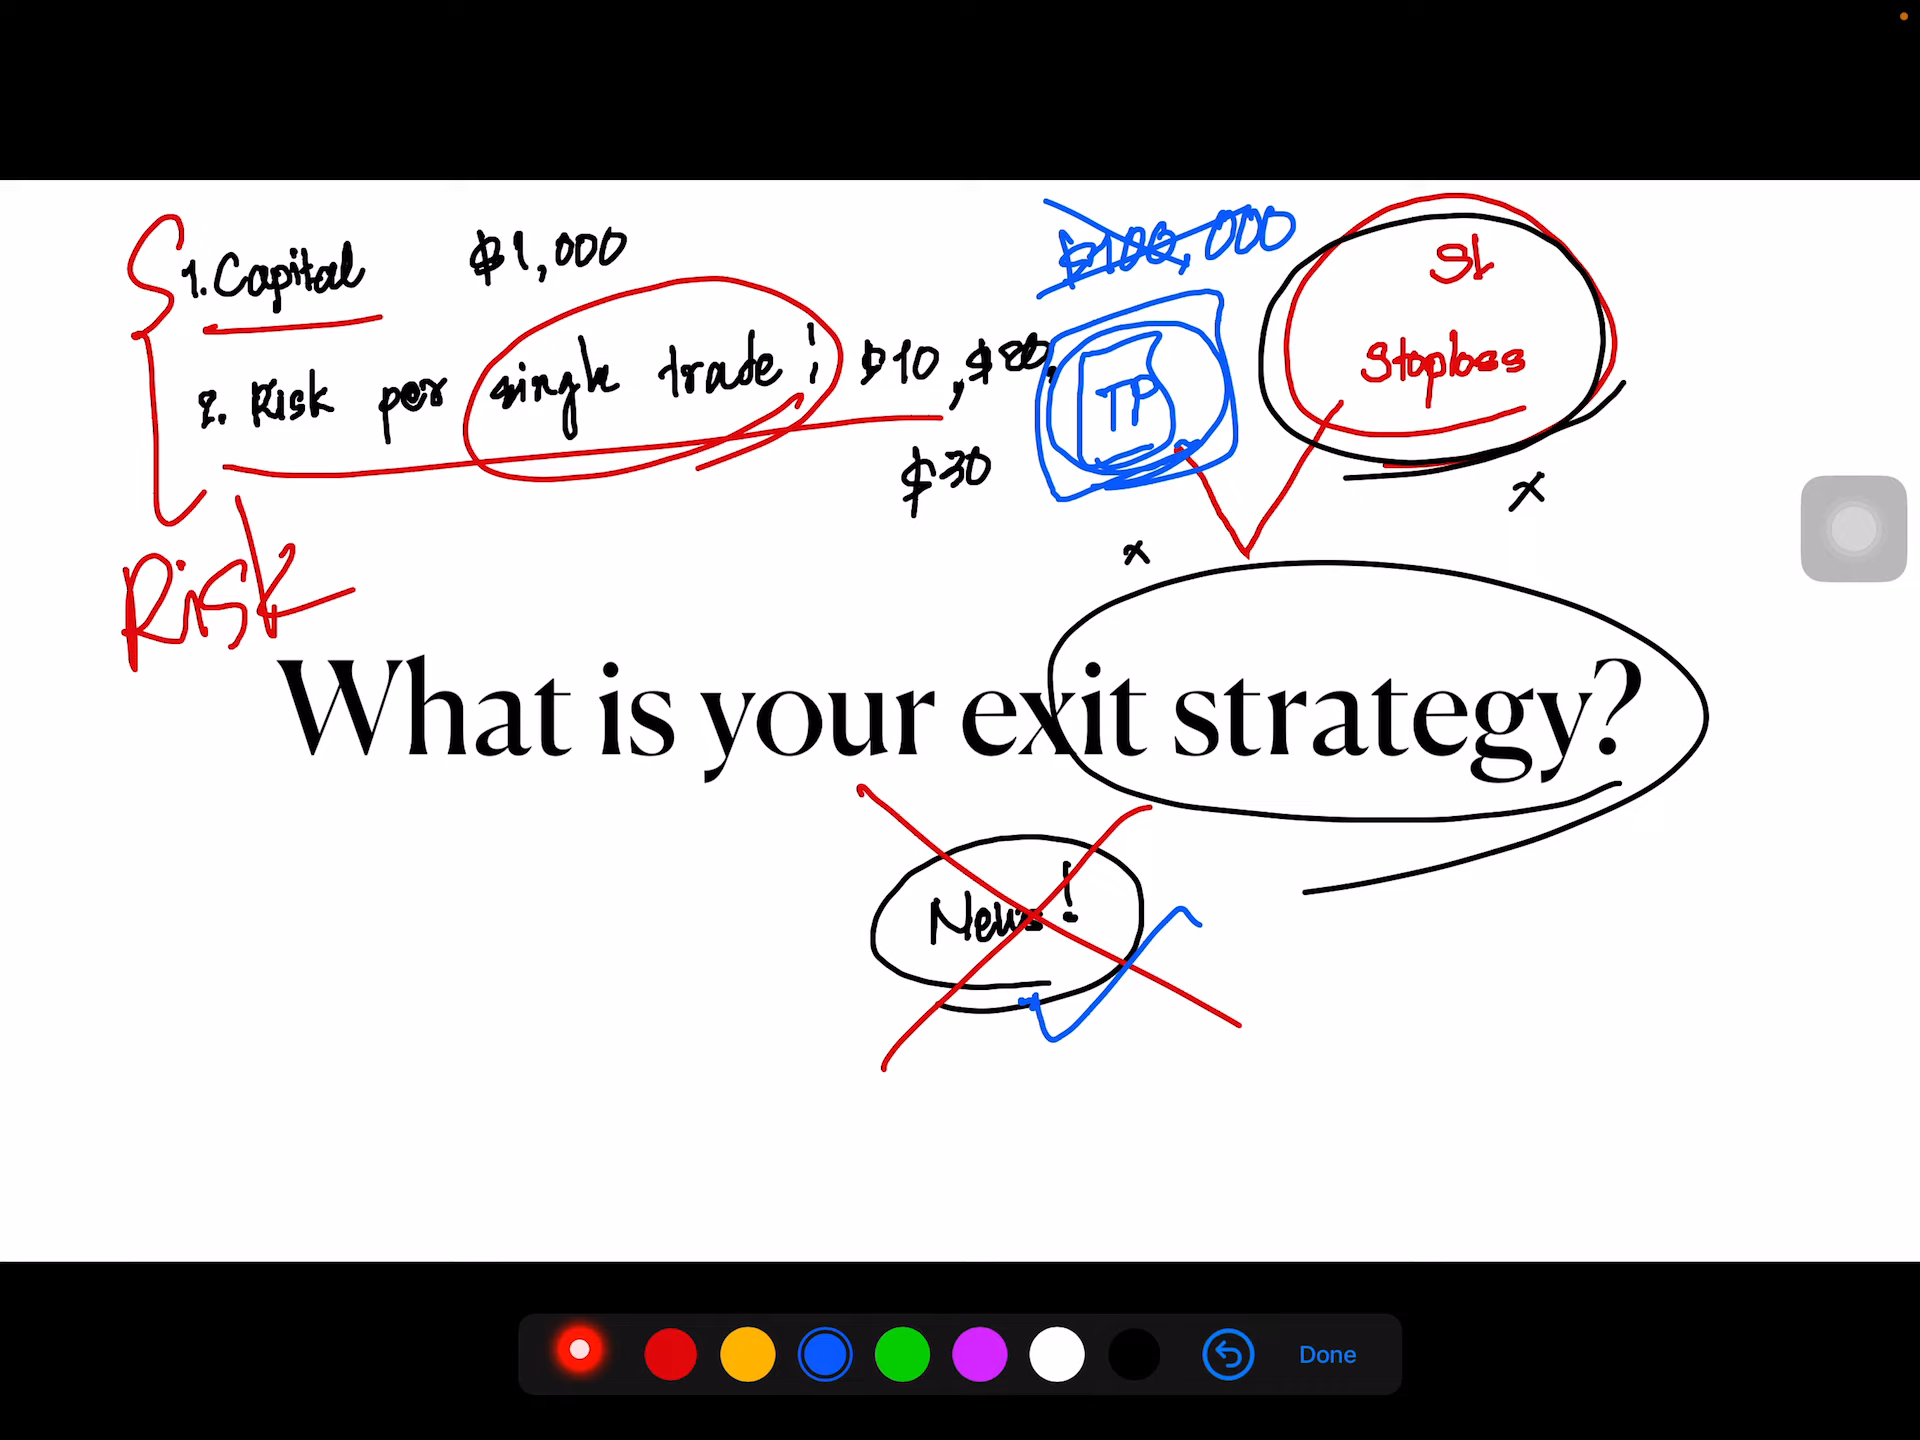 1. Capital $1,000 $100,000
2. Risk per single trade! $10, $20,
$30
TP
SL
Stoploss
Risk
What is your exit strategy?
News!
Done